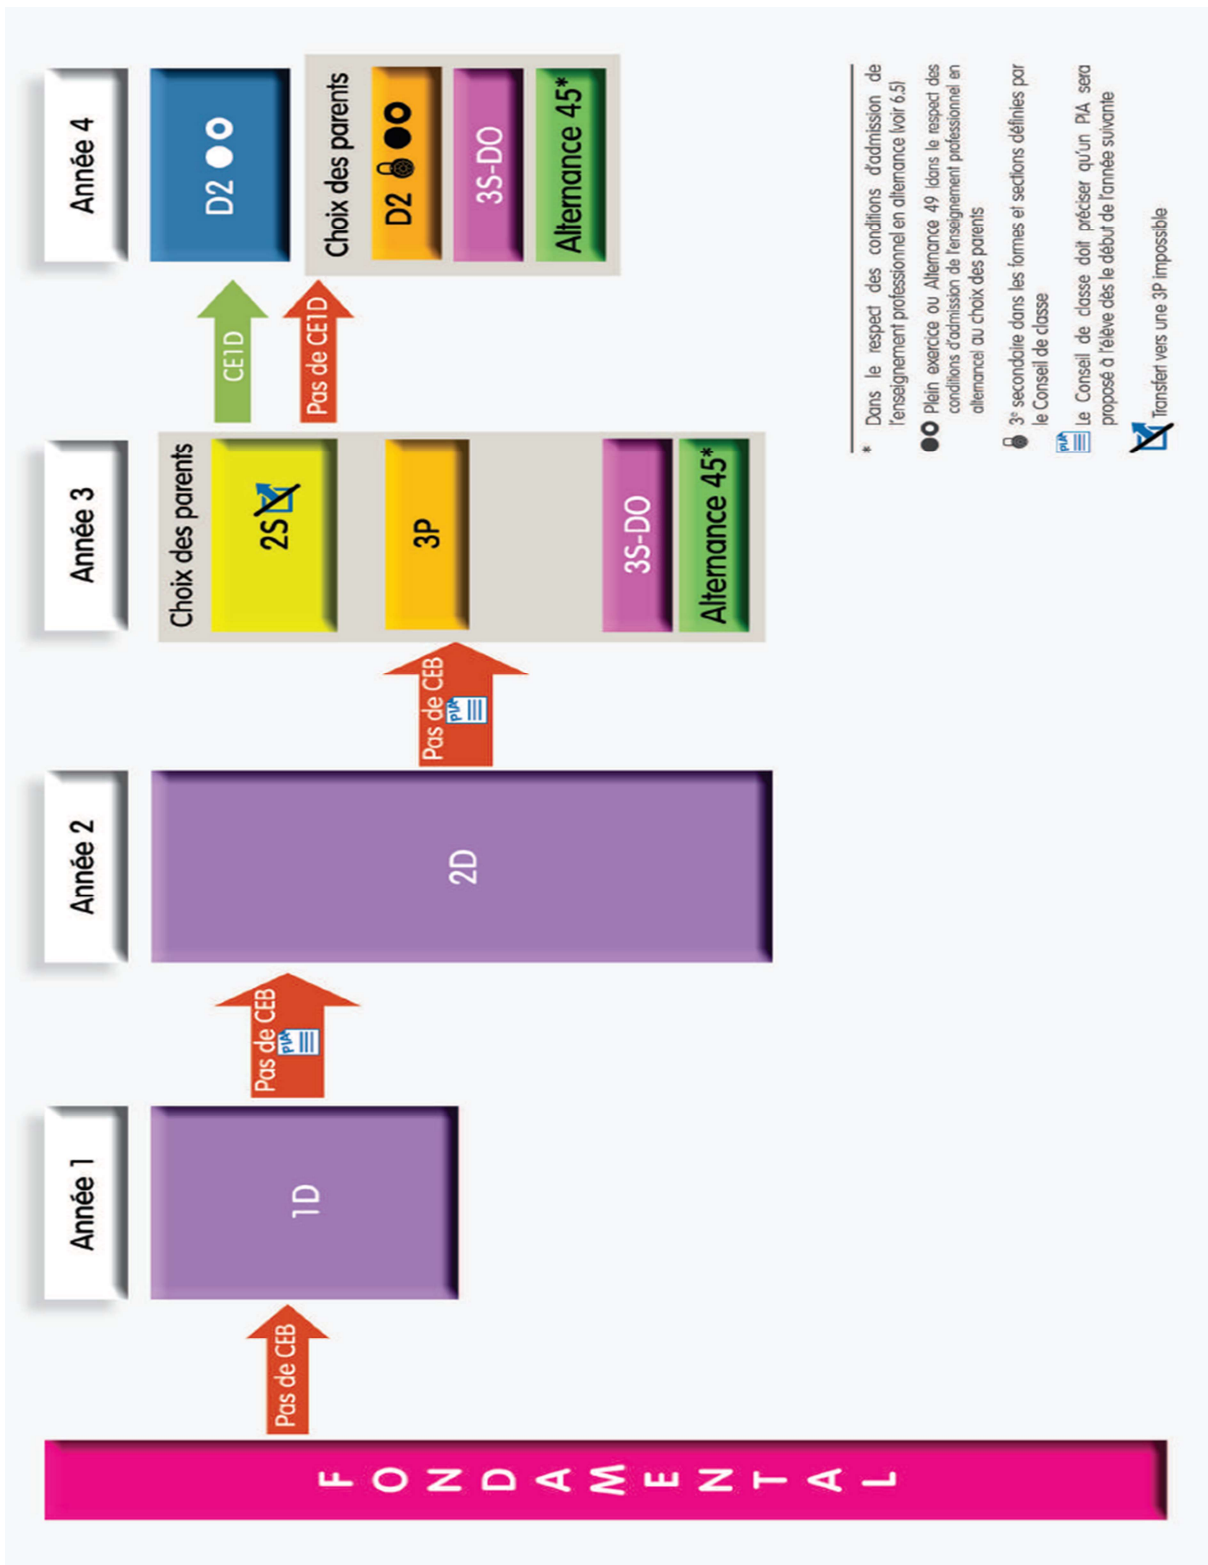 FONDAMENTAL
Pas de CEB
Année 1
1D
Pas de CEB
PIA
Année 2
2D
Pas de CEB
PIA
Année 3
Choix des parents
2S
3P
3S-DO
Alternance 45*
CE1D
Pas de CE1D
Année 4
D2
Choix des parents
D2
3S-DO
Alternance 45*
* Dans le respect des conditions d'admission de
l'enseignement professionnel en alternance (voir 6.5)
Plein exercice ou Alternance 49 (dans le respect des
conditions d'admission de l'enseignement professionnel en
alternance) au choix des parents
3e secondaire dans les formes et sections définies par
le Conseil de classe
PIA Le Conseil de classe doit préciser qu'un PIA sera
proposé à l'élève dès le début de l'année suivante
Transfert vers une 3P impossible